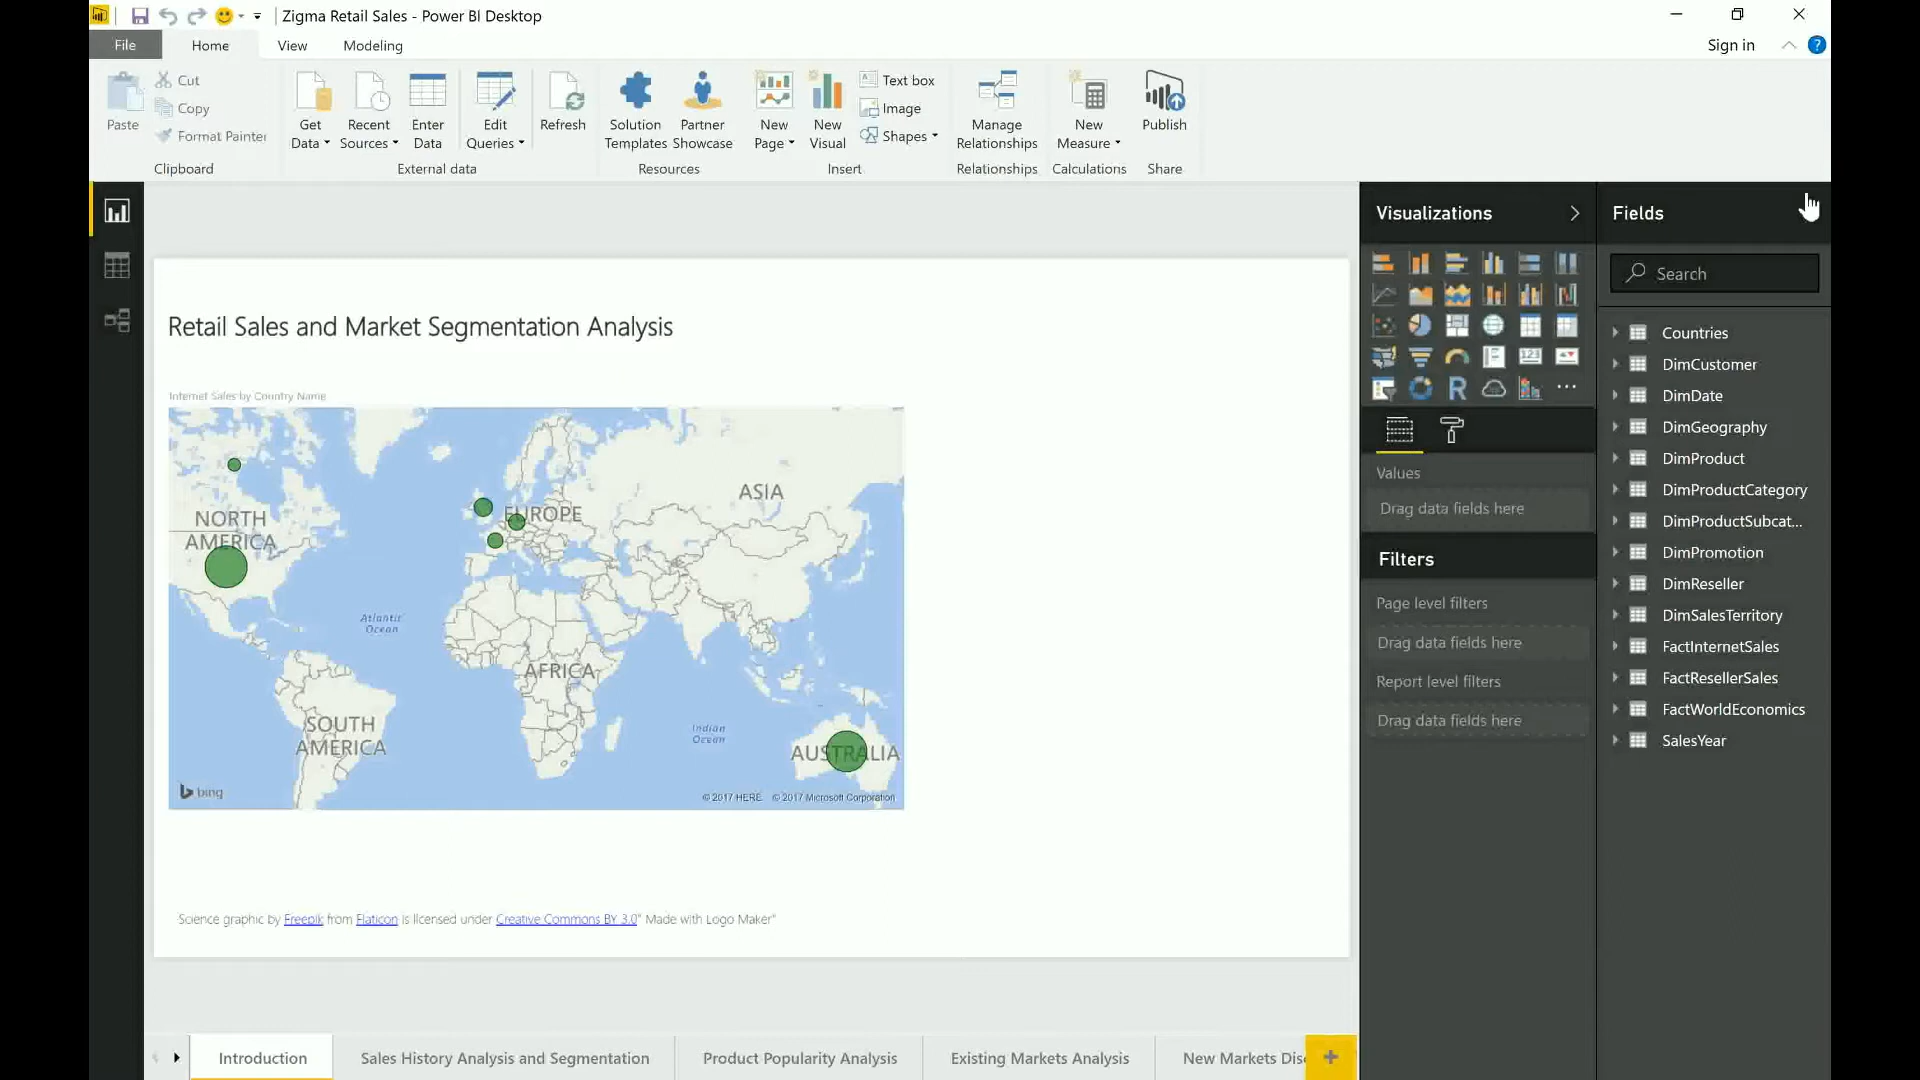 Zigma Retail Sales - Power BI Desktop
File
Home
View
Modeling
Sign in
?
Paste
Cut
Copy
Format Painter
Clipboard
Get Data
Recent Sources
Enter Data
Edit Queries
Refresh
External data
Solution Templates
Partner Showcase
Resources
New Page
New Visual
Text box
Image
Shapes
Insert
Manage Relationships
Relationships
New Measure
Calculations
Publish
Share
Retail Sales and Market Segmentation Analysis
Internet Sales by Country Name
NORTH AMERICA
EUROPE
ASIA
Atlantic Ocean
AFRICA
SOUTH AMERICA
Indian Ocean
AUSTRALIA
bing
© 2017 HERE © 2017 Microsoft Corporation
Science graphic by Freepik from Flaticon is licensed under Creative Commons BY 3.0" Made with Logo Maker"
Introduction
Sales History Analysis and Segmentation
Product Popularity Analysis
Existing Markets Analysis
New Markets Dis
Visualizations
R
Values
Drag data fields here
Filters
Page level filters
Drag data fields here
Report level filters
Drag data fields here
Fields
Search
Countries
DimCustomer
DimDate
DimGeography
DimProduct
DimProductCategory
DimProductSubcat...
DimPromotion
DimReseller
DimSalesTerritory
FactInternetSales
FactResellerSales
FactWorldEconomics
SalesYear